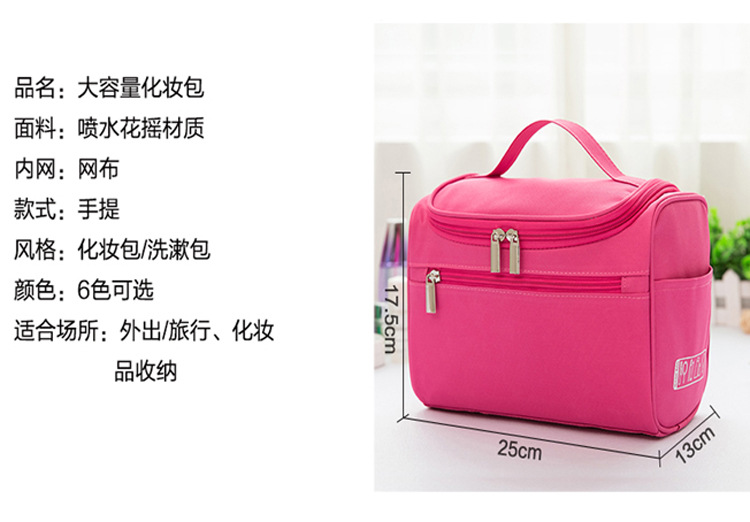 品名：大容量化妆包
面料：喷水花摇材质
内网：网布
款式：手提
风格：化妆包/洗漱包
颜色：6色可选
适合场所：外出/旅行、化妆
品收纳
17.5cm
25cm
13cm